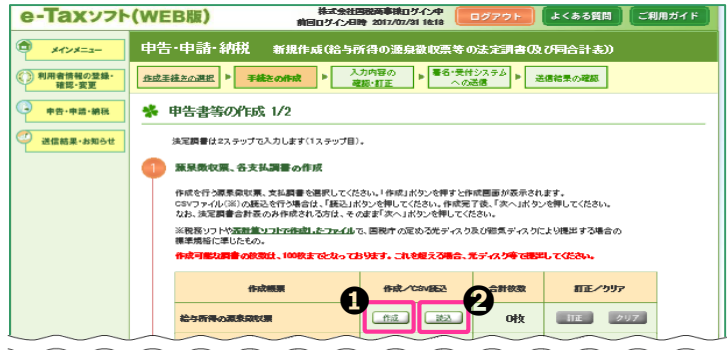 e-Taxソフト(WEB版)
株式会社国税商事様ログイン中
前回ログイン日時 2017/07/31 16:18
ログアウト
よくある質問
ご利用ガイド
メインメニュー
利用者情報の登録・
確認・変更
申告・申請・納税
送信結果・お知らせ
申告・申請・納税 新規作成(給与所得の源泉徴収票等の法定調書(及び同合計表))
作成手続きの選択
手続きの作成
入力内容の
確認・訂正
署名・受付システム
への送信
送信結果の確認
申告書等の作成 1/2
法定調書は2ステップで入力します(1ステップ目)。
1 源泉徴収票、各支払調書の作成
作成を行う源泉徴収票、支払調書を選択してください。「作成」ボタンを押すと作成画面が表示されます。
CSVファイル(※)の読込を行う場合は、「読込」ボタンを押してください。作成完了後、「次へ」ボタンを押してください。
なお、法定調書合計表のみ作成される方は、そのまま「次へ」ボタンを押してください。
※税務ソフトや表計算ソフトで作成したファイルで、国税庁の定める光ディスク及び磁気ディスクにより提出する場合の
標準規格に準じたもの。
作成可能な調書の枚数は、100枚までとなっております。これを超える場合、光ディスク等で提出してください。
作成帳票 作成/CSV読込 合計枚数 訂正/クリア
1 2
給与所得の源泉徴収票 作成 読込 0枚 訂正 クリア